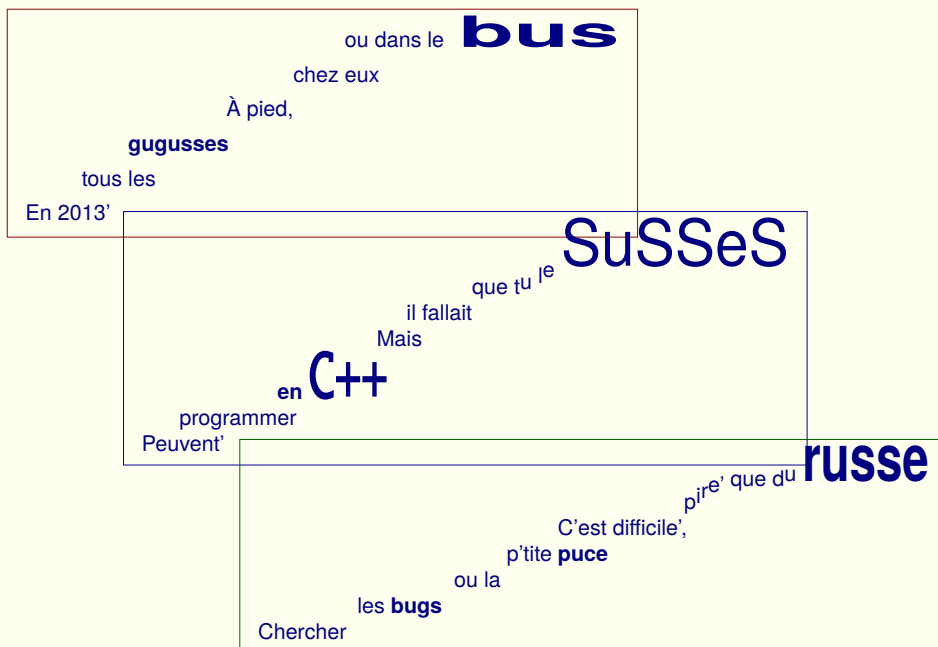 En 2013'
tous les
gugusses
À pied,
chez eux
ou dans le bus
Peuvent'
programmer
en C++
Mais
il fallait
que tu le SuSSeS
Chercher
les bugs
ou la
p'tite puce
C'est difficile',
pire' que du russe